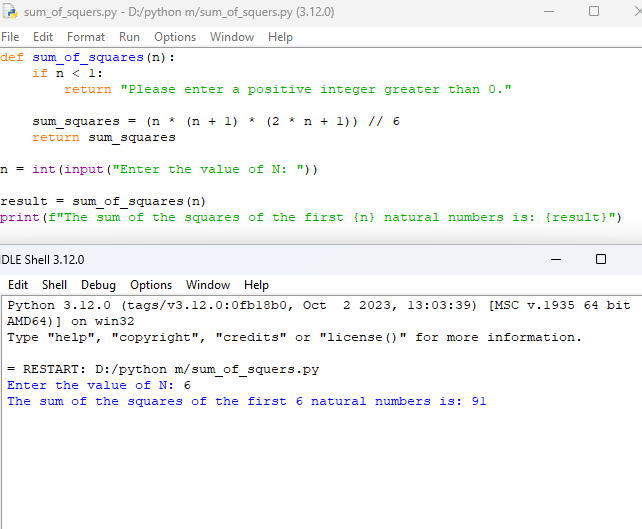 sum_of_squers.py - D:/python m/sum_of_squers.py (3.12.0)
File Edit Format Run Options Window Help
def sum_of_squares(n):
    if n < 1:
        return "Please enter a positive integer greater than 0."
    sum_squares = (n * (n + 1) * (2 * n + 1)) // 6
    return sum_squares
n = int(input("Enter the value of N: "))
result = sum_of_squares(n)
print(f"The sum of the squares of the first {n} natural numbers is: {result}")
DLE Shell 3.12.0
Edit Shell Debug Options Window Help
Python 3.12.0 (tags/v3.12.0:0fb18b0, Oct  2 2023, 13:03:39) [MSC v.1935 64 bit
AMD64)] on win32
Type "help", "copyright", "credits" or "license()" for more information.
= RESTART: D:/python m/sum_of_squers.py
Enter the value of N: 6
The sum of the squares of the first 6 natural numbers is: 91